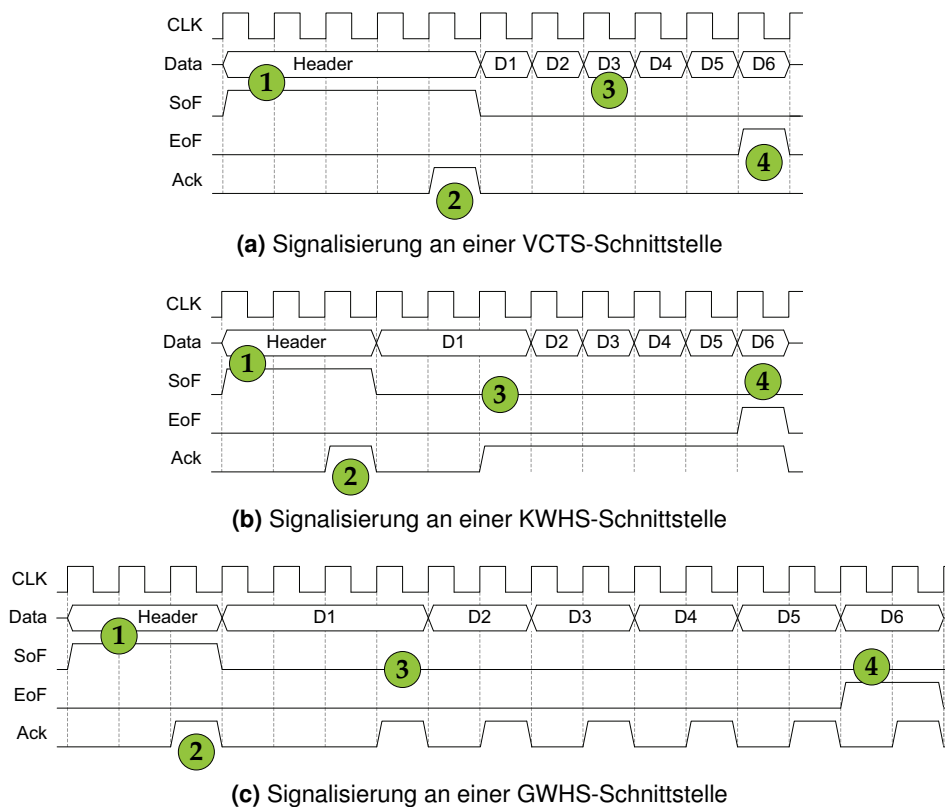 CLK
Data Header D1 D2 D3 D4 D5 D6
1 3
SoF
EoF
4
Ack
2
(a) Signalisierung an einer VCTS-Schnittstelle
CLK
Data Header D1 D2 D3 D4 D5 D6
1 4
SoF 3
EoF
Ack
2
(b) Signalisierung an einer KWHS-Schnittstelle
CLK
Data Header D1 D2 D3 D4 D5 D6
1
SoF 3 4
EoF
Ack 2
(c) Signalisierung an einer GWHS-Schnittstelle